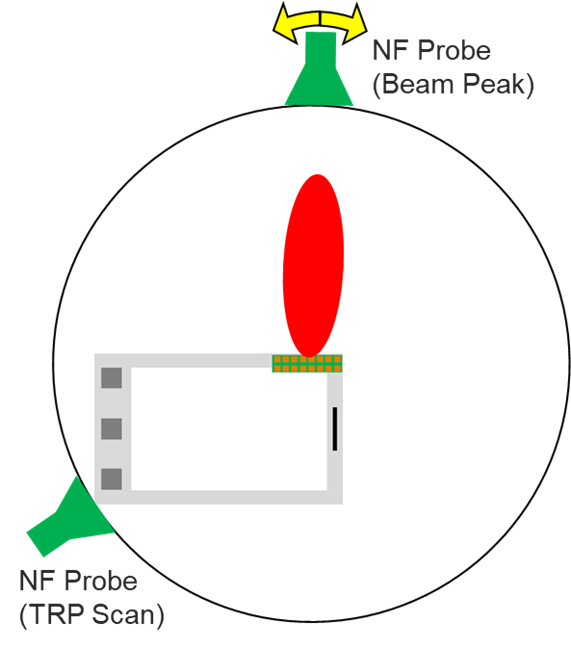 NF Probe
(Beam Peak)
NF Probe
(TRP Scan)